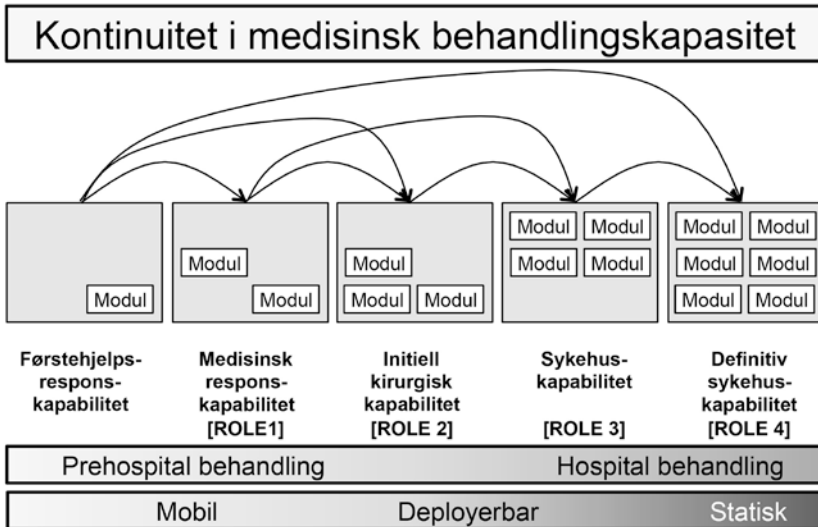 Kontinuitet i medisinsk behandlingskapasitet
Modul
Modul
Modul
Modul
Modul Modul
Modul Modul
Modul Modul
Modul Modul
Modul Modul
Modul Modul
Førstehjelps-
respons-
kapabilitet
Medisinsk
respons-
kapabilitet
[ROLE1]
Initiell
kirurgisk
kapabilitet
[ROLE 2]
Sykehus-
kapabilitet
[ROLE 3]
Definitiv
sykehus-
kapabilitet
[ROLE 4]
Prehospital behandling Hospital behandling
Mobil Deployerbar Statisk